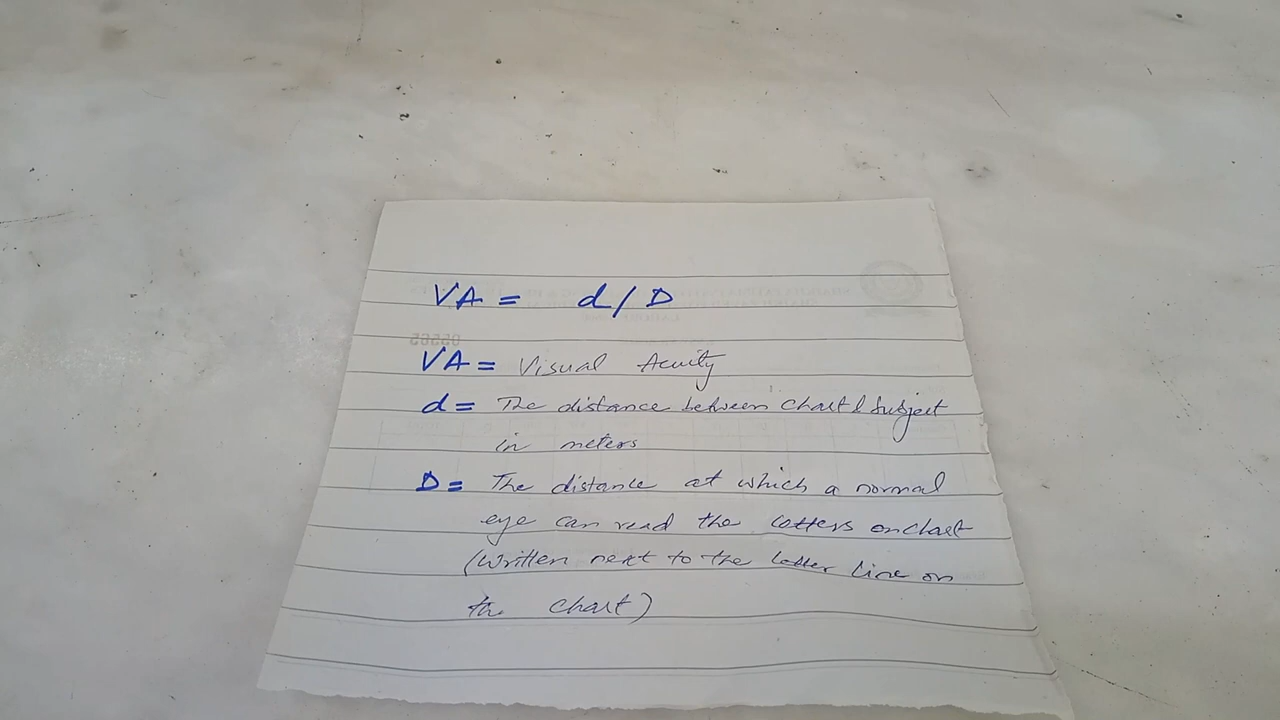 VA = d/D
VA = Visual Acuity
d = The distance between chart & subject
in meters
D = The distance at which a normal
eye can read the letters on chart
(written next to the letter line on
the chart)